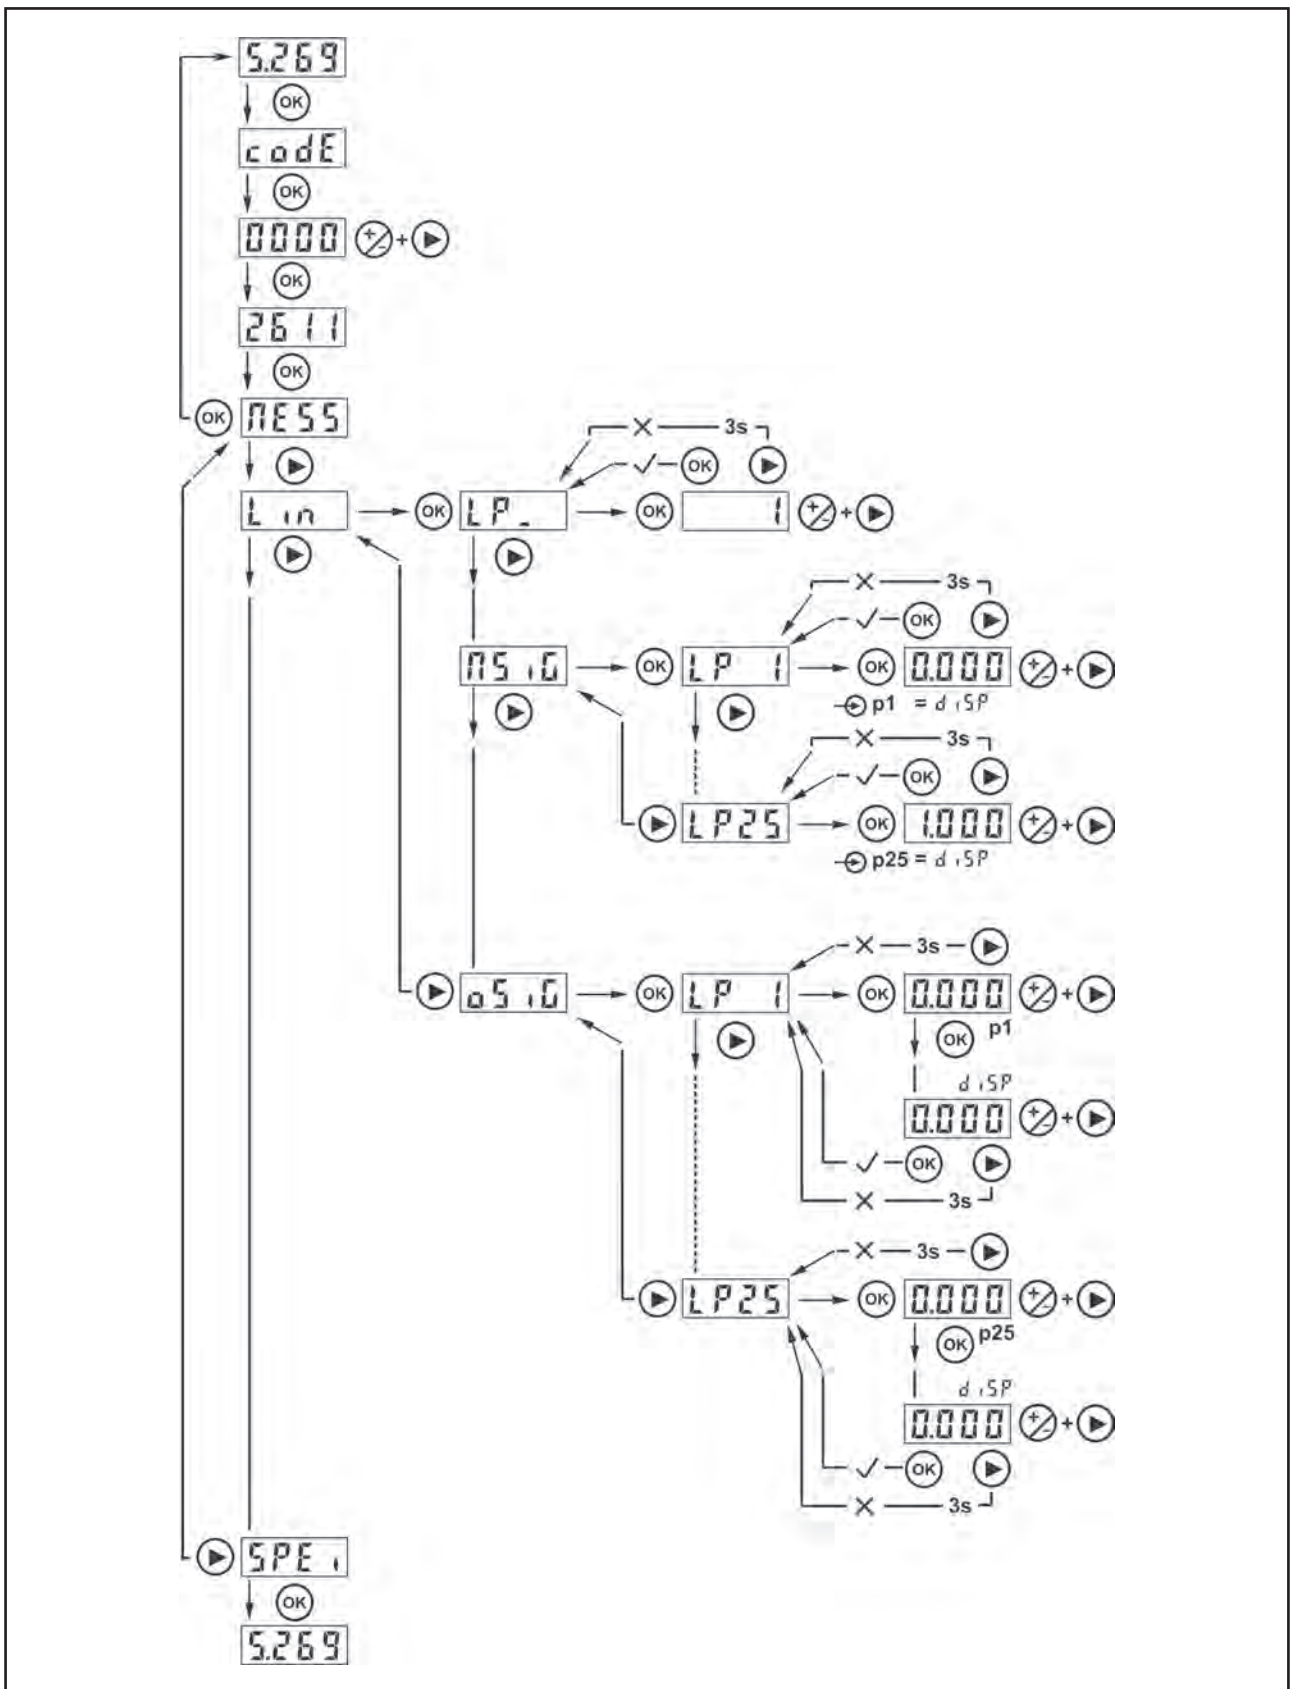 5.269
OK
codE
OK
0000 +/- +
OK
2611
OK
OK MESS
X 3s
✓ OK
Lin OK LP_ OK 1 +/- +
X 3s
✓ OK
MSiG OK LP 1 OK 0.000 +/- +
p1 = diSP
X 3s
✓ OK
LP25 OK 1.000 +/- +
p25 = diSP
X 3s
oSiG OK LP 1 OK 0.000 +/- +
OK p1
diSP
0.000 +/- +
✓ OK
X 3s
X 3s
LP25 OK 0.000 +/- +
OK p25
diSP
0.000 +/- +
✓ OK
X 3s
SPEi
OK
5.269